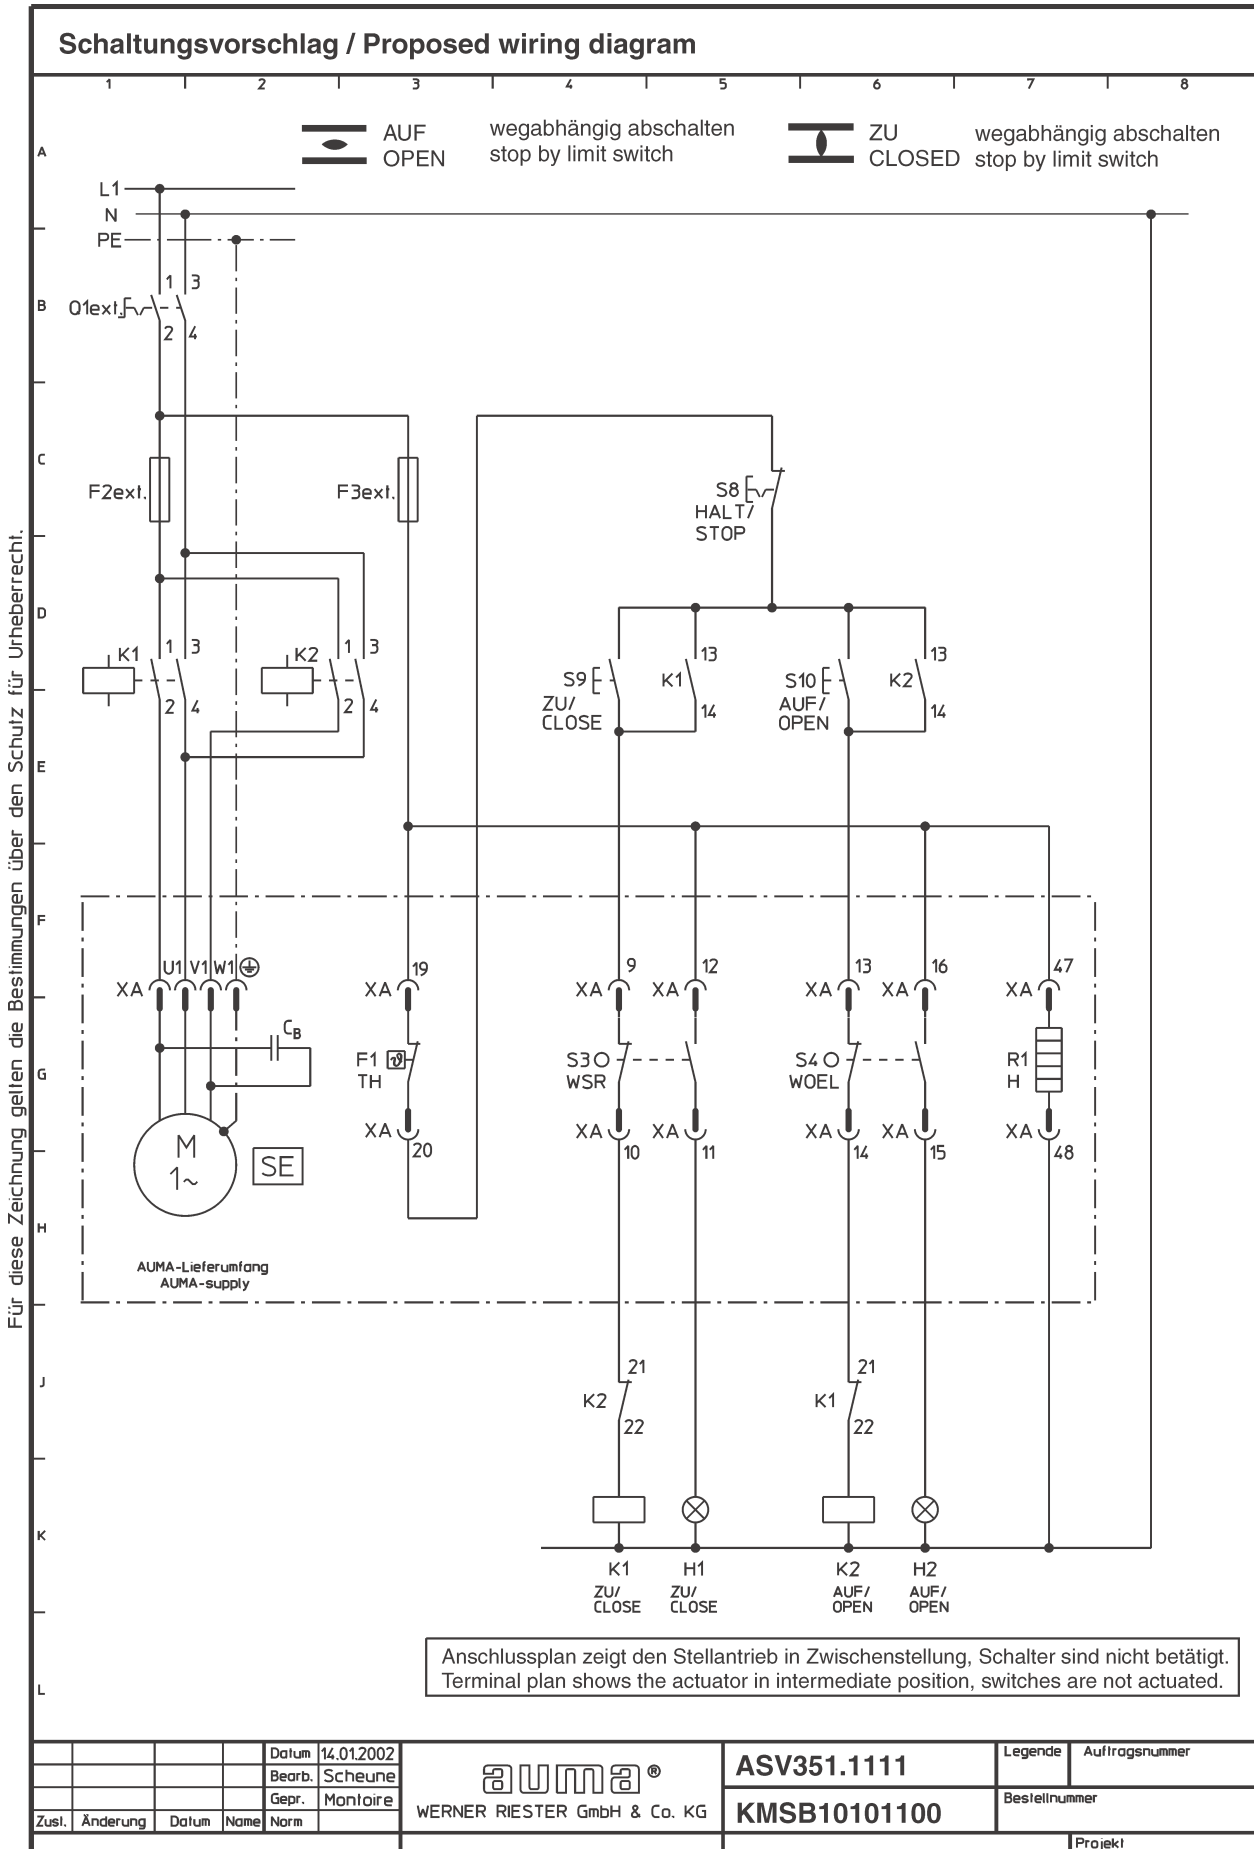 Schaltungsvorschlag / Proposed wiring diagram
1 2 3 4 5 6 7 8
AUF
OPEN
wegabhängig abschalten
stop by limit switch
ZU
CLOSED
wegabhängig abschalten
stop by limit switch
A
L1
N
PE
B
Q1ext.
1 3
2 4
C
F2ext.
F3ext.
S8
HALT/
STOP
D
K1
1 3
2 4
K2
1 3
2 4
S9
ZU/
CLOSE
K1
13
14
S10
AUF/
OPEN
K2
13
14
E
F
XA U1 V1 W1
XA 19
XA 9
XA 12
XA 13
XA 16
XA 47
G
CB
F1 ϑ
TH
S3
WSR
S4
WOEL
R1
H
XA 20
XA 10
XA 11
XA 14
XA 15
XA 48
M
1~
SE
H
AUMA-Lieferumfang
AUMA-supply
J
K2
21
22
K1
21
22
K
K1
ZU/
CLOSE
H1
ZU/
CLOSE
K2
AUF/
OPEN
H2
AUF/
OPEN
L
Anschlussplan zeigt den Stellantrieb in Zwischenstellung, Schalter sind nicht betätigt.
Terminal plan shows the actuator in intermediate position, switches are not actuated.
Für diese Zeichnung gelten die Bestimmungen über den Schutz für Urheberrecht.
Datum 14.01.2002
Bearb. Scheune
Gepr. Montoire
Zust. Änderung Datum Name Norm
auma®
WERNER RIESTER GmbH & Co. KG
ASV351.1111
KMSB10101100
Legende
Auftragsnummer
Bestellnummer
Projekt